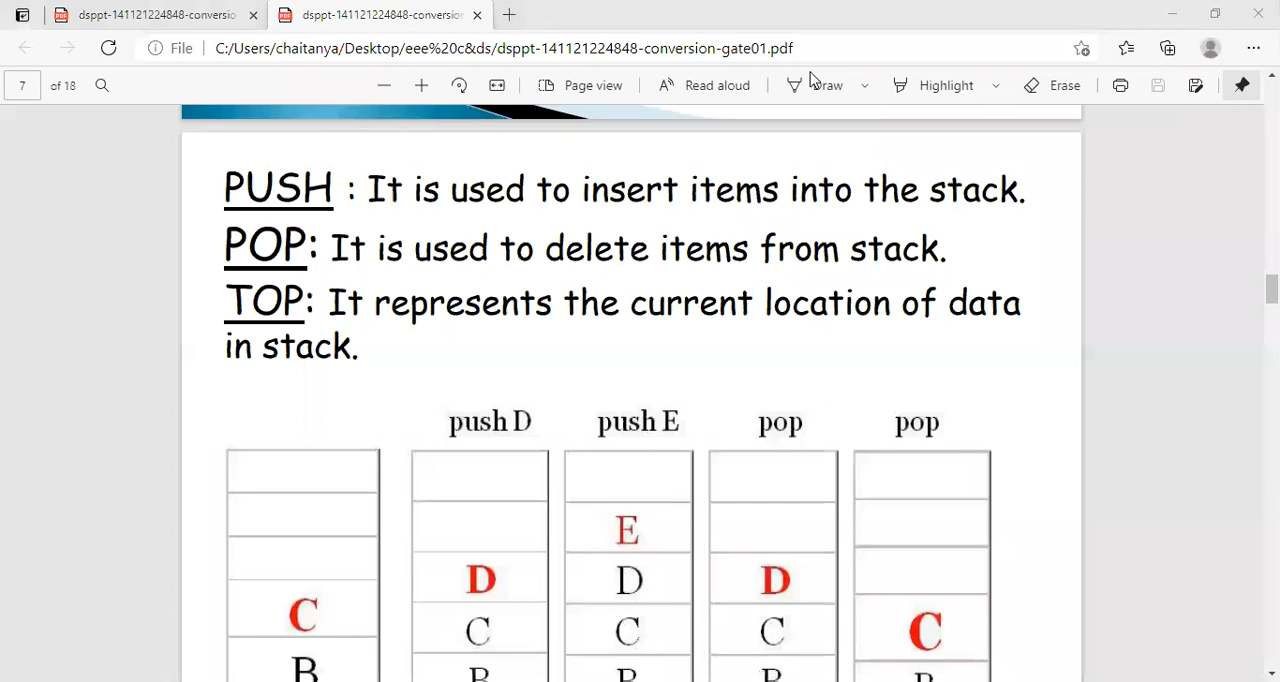 dsppt-141121224848-conversio
dsppt-141121224848-conversion
File
C:/Users/chaitanya/Desktop/eee%20c&ds/dsppt-141121224848-conversion-gate01.pdf
7 of 18
Page view
Read aloud
Draw
Highlight
Erase
PUSH : It is used to insert items into the stack.
POP: It is used to delete items from stack.
TOP: It represents the current location of data
in stack.
push D push E pop pop
E
D D D
C C C C C
B B B B B